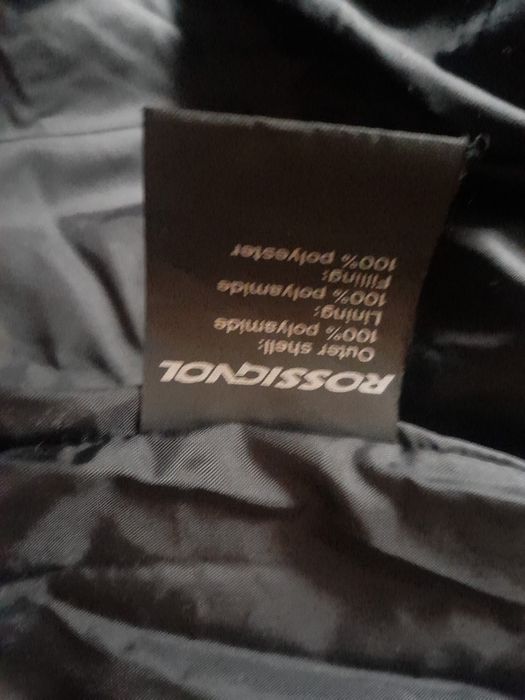 ROSSIGNOL
Outer shell:
100% polyamide
Lining:
100% polyamide
Filling:
100% polyester